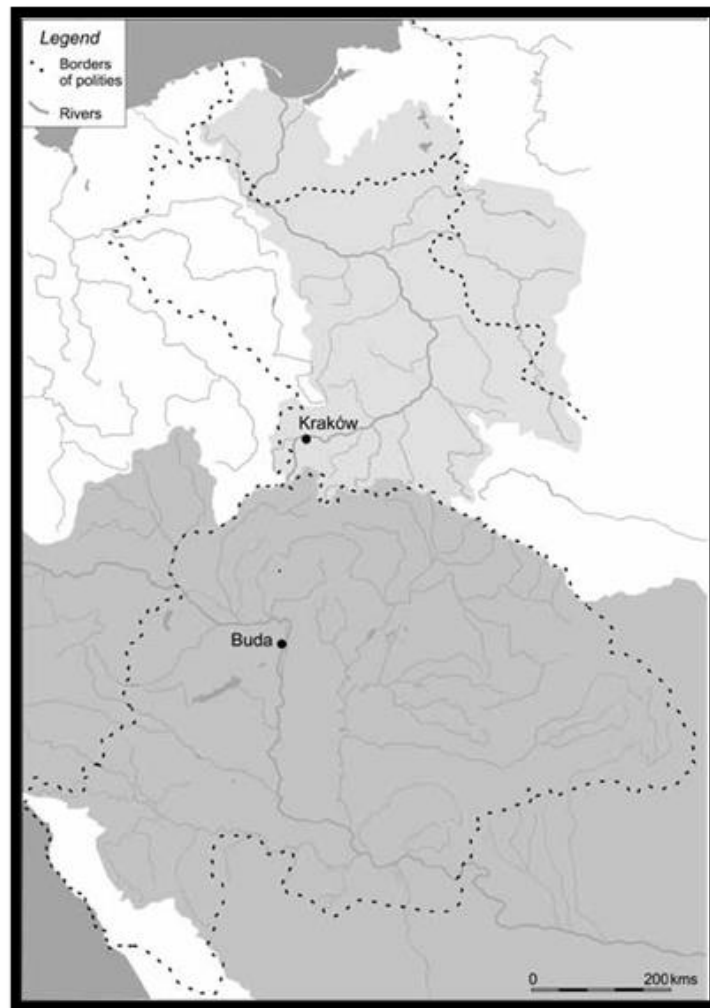 Legend
Borders
of polities
Rivers
Kraków
Buda
0 200 kms